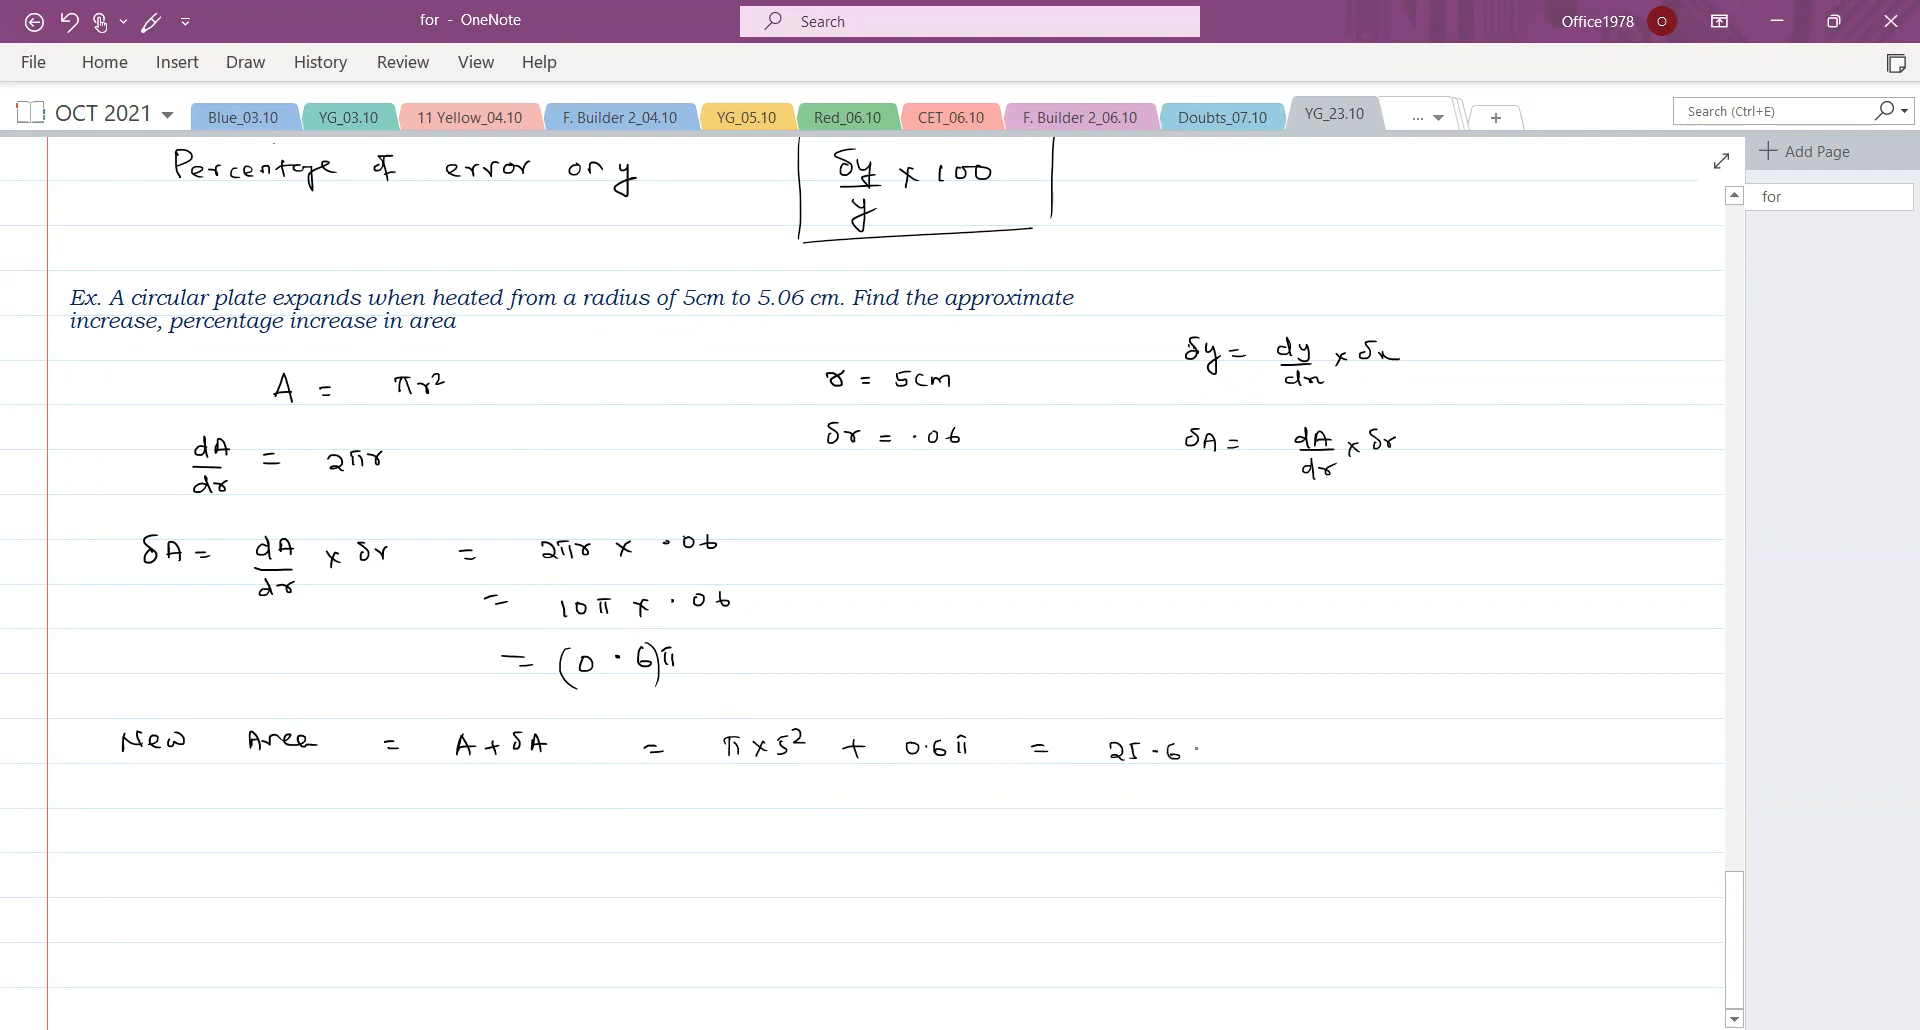 for - OneNote
Search
Office1978
O
File Home Insert Draw History Review View Help
OCT 2021
Blue_03.10 YG_03.10 11 Yellow_04.10 F. Builder 2_04.10 YG_05.10 Red_06.10 CET_06.10 F. Builder 2_06.10 Doubts_07.10 YG_23.10 ... +
Search (Ctrl+E)
+ Add Page
for
Percentage of error on y δy/y × 100
Ex. A circular plate expands when heated from a radius of 5cm to 5.06 cm. Find the approximate
increase, percentage increase in area
δy = dy/dx × δx
A = πr² r = 5cm
dA/dr = 2πr δr = .06 δA = dA/dr × δr
δA = dA/dr × δr = 2πr × .06
= 10π × .06
= (0.6)π
New Area = A + δA = π × 5² + 0.6π = 25.6